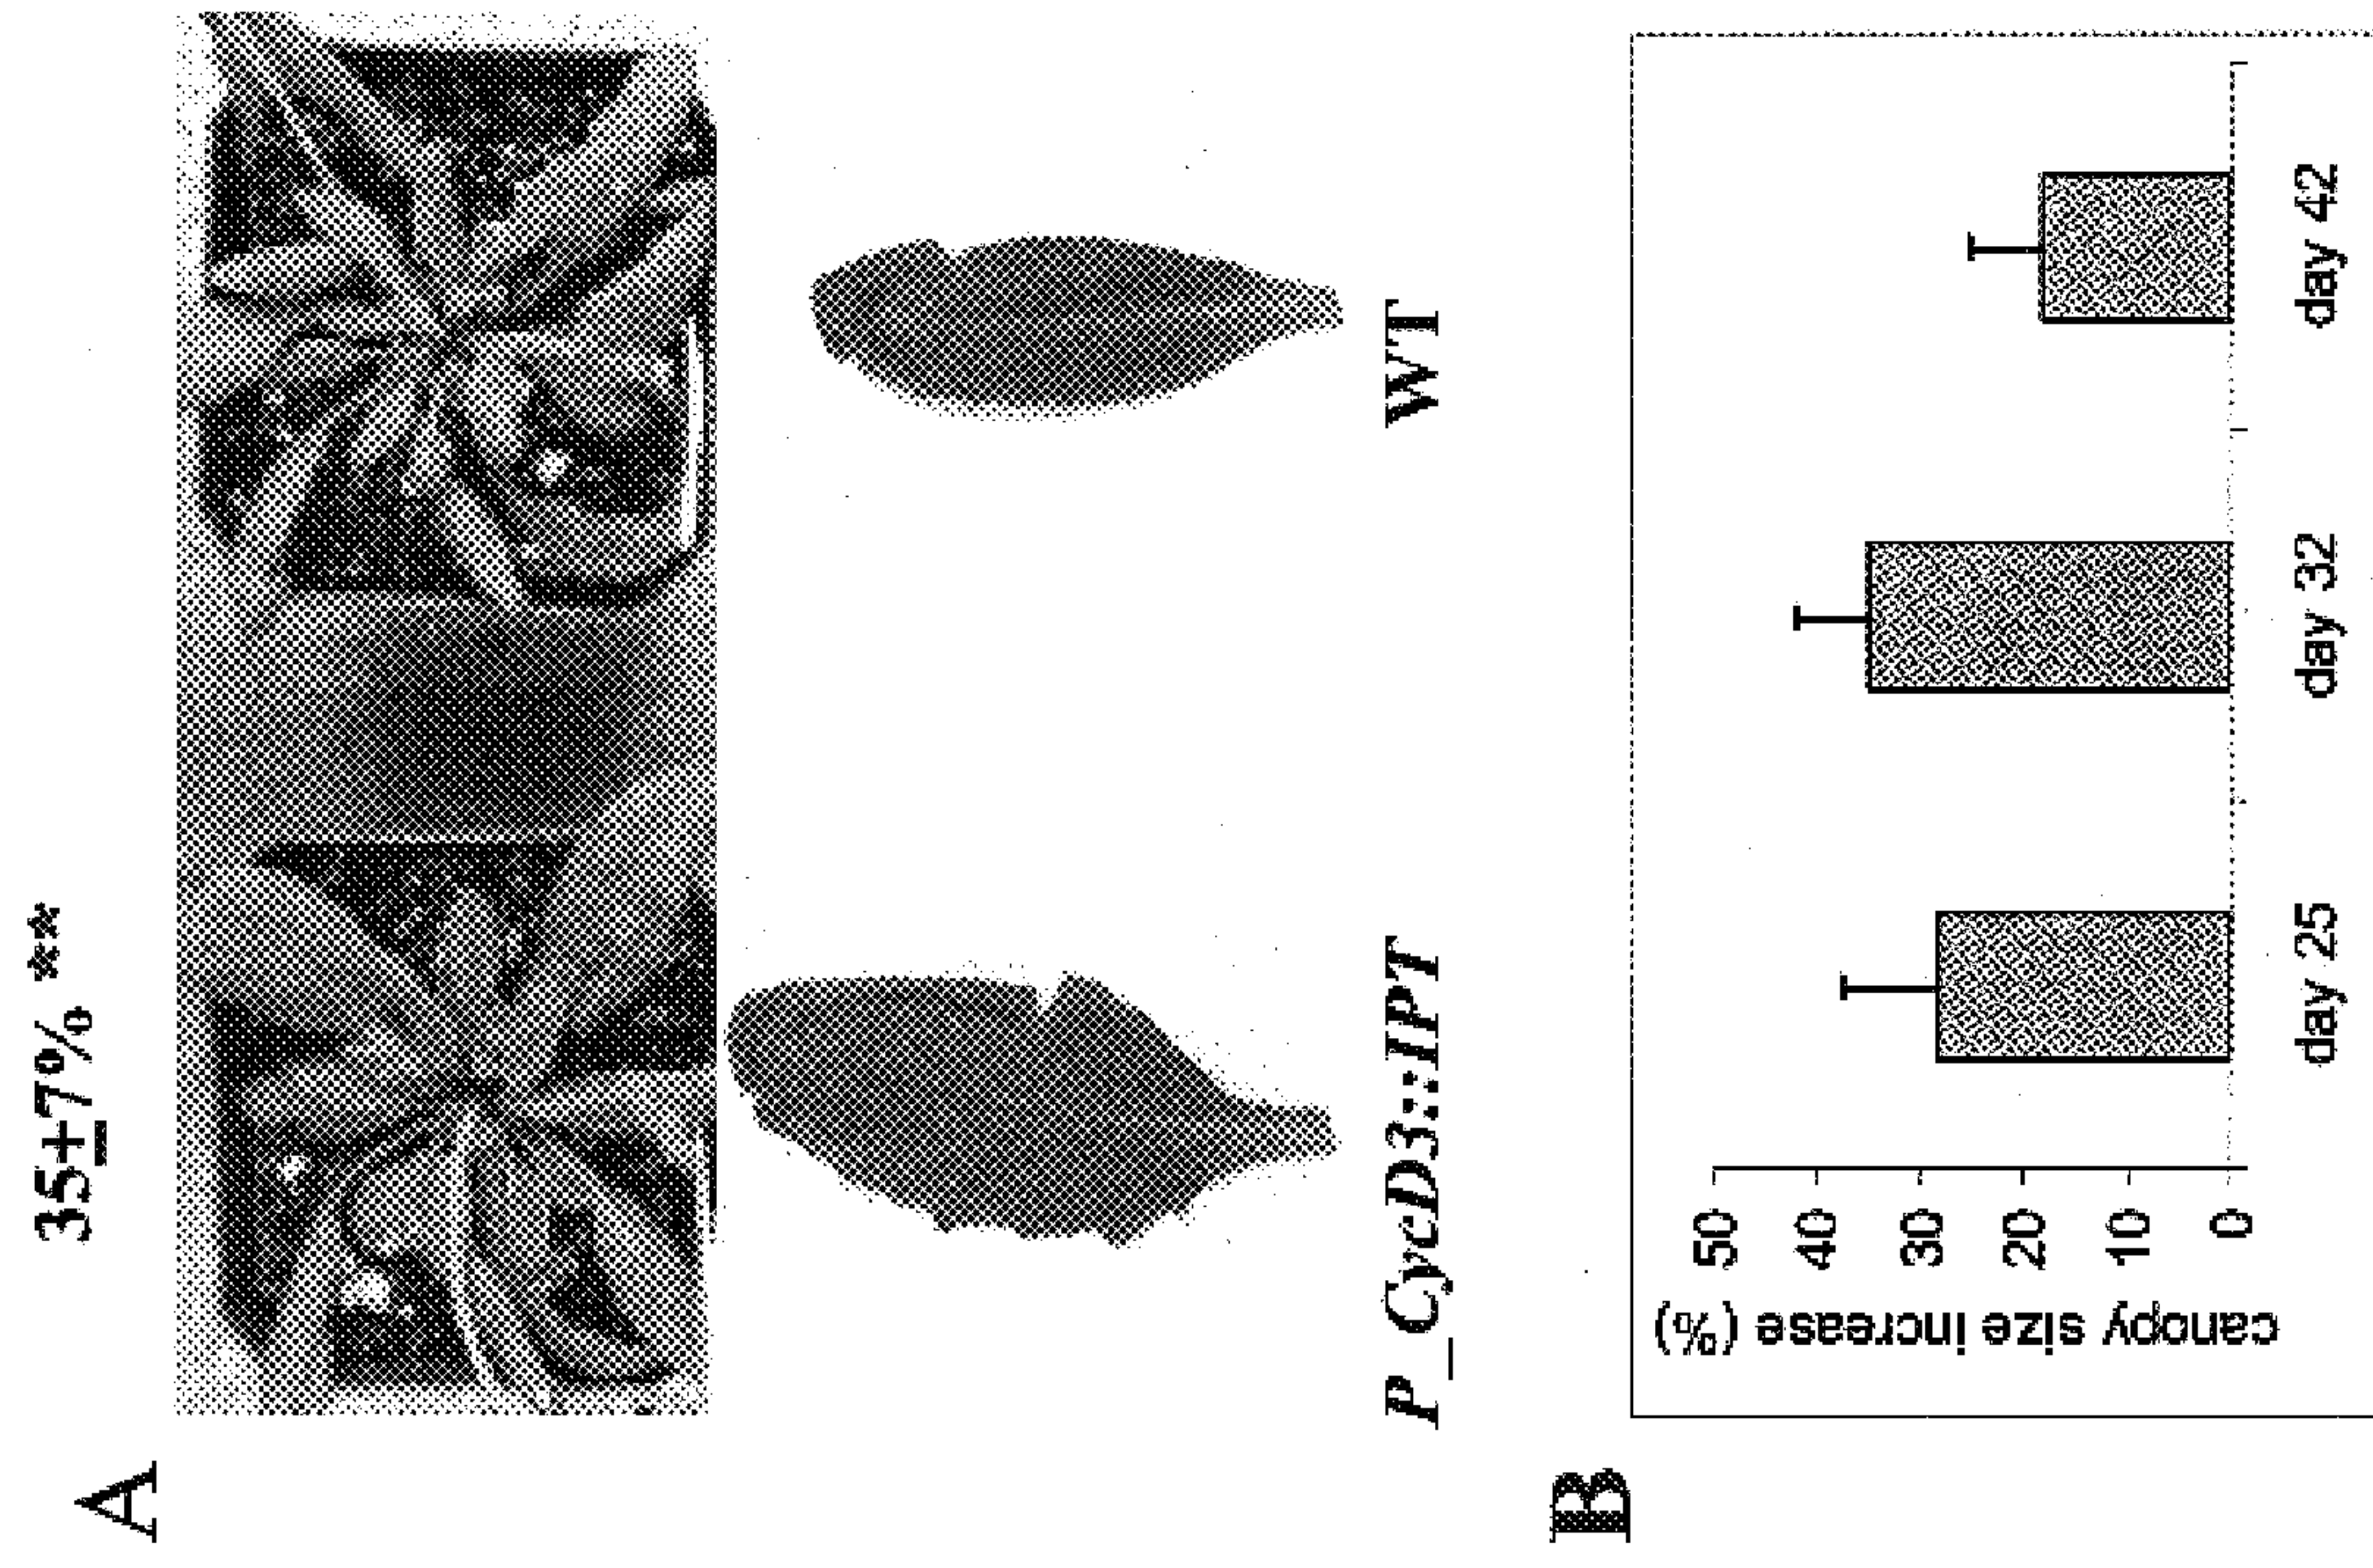 A
35±7% **
P_CycD3::IPT
WT
B
canopy size increase (%)
50
40
30
20
10
0
day 25
day 32
day 42